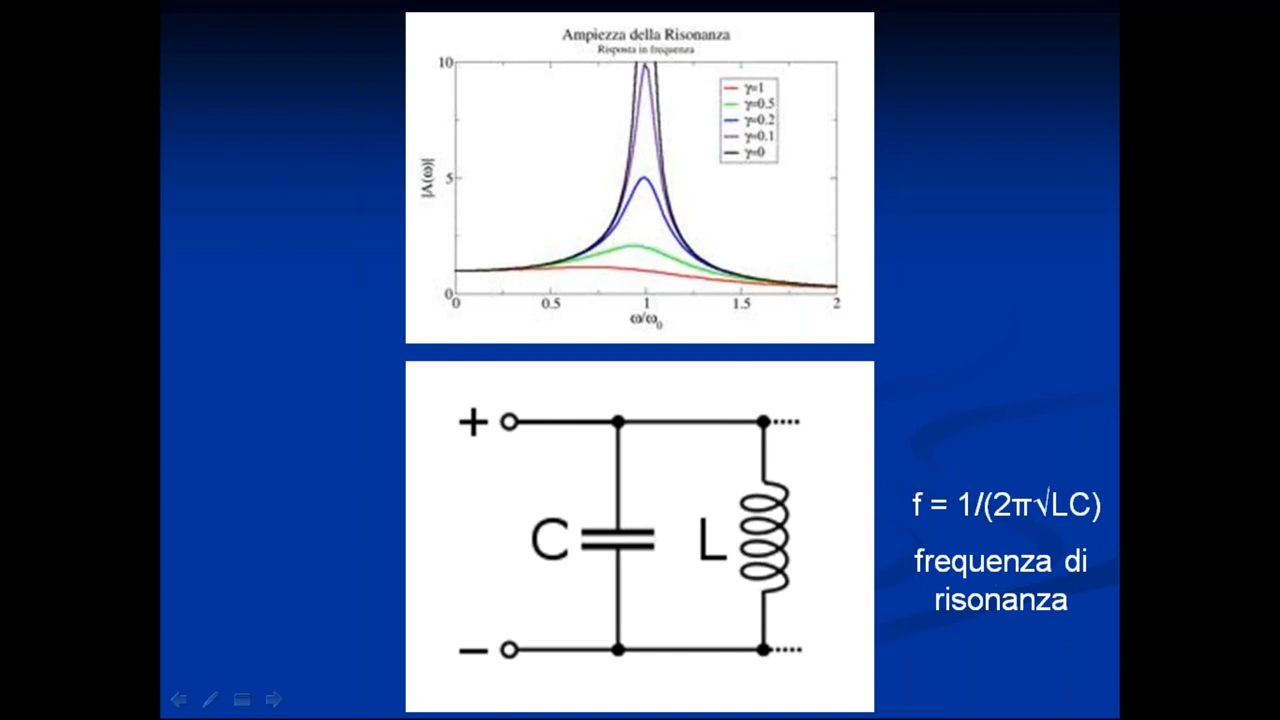 Ampiezza della Risonanza
Risposta in frequenza
10
5
0
|A(ω)|
γ=1
γ=0.5
γ=0.2
γ=0.1
γ=0
0 0.5 1 1.5 2
ω/ω₀
+
C L
−
f = 1/(2π√LC)
frequenza di
risonanza